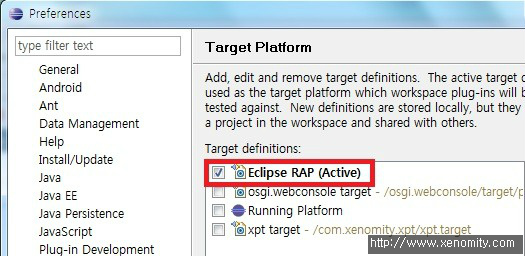 Preferences
type filter text
General
Android
Ant
Data Management
Help
Install/Update
Java
Java EE
Java Persistence
JavaScript
Plug-in Development
Target Platform
Add, edit and remove target definitions.  The active target
used as the target platform which workspace plug-ins will b
tested against.  New definitions are stored locally, but they
a project in the workspace and shared with others.
Target definitions:
Eclipse RAP (Active)
osgi.webconsole target - /osgi.webconsole/target/p
Running Platform
xpt target - /com.xenomity.xpt/xpt.target
http://www.xenomity.com